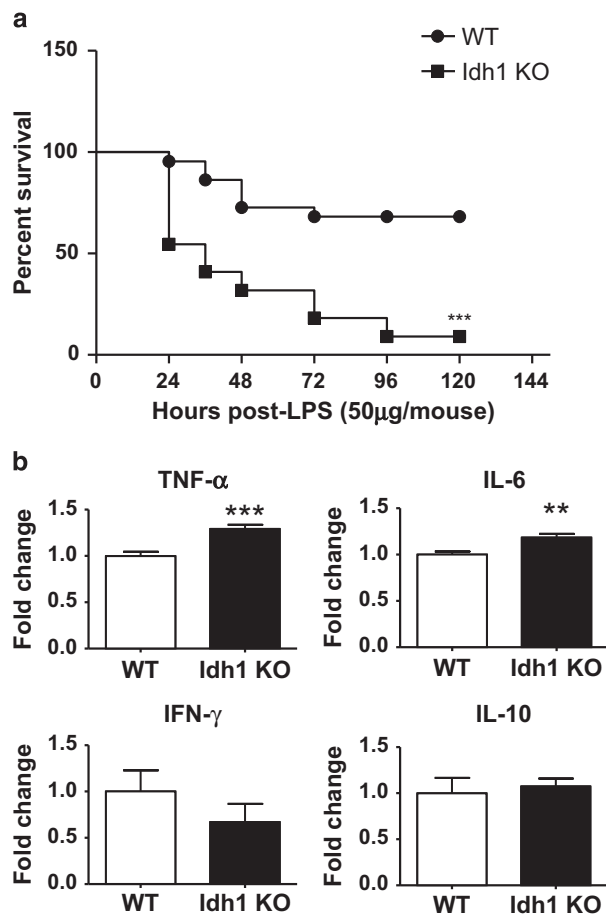 a
WT
Idh1 KO
150
100
50
0
Percent survival
***
0 24 48 72 96 120 144
Hours post-LPS (50μg/mouse)
b
TNF-α
Fold change
1.5
1.0
0.5
0.0
***
WT Idh1 KO
IL-6
Fold change
1.5
1.0
0.5
0.0
**
WT Idh1 KO
IFN-γ
Fold change
1.5
1.0
0.5
0.0
WT Idh1 KO
IL-10
Fold change
1.5
1.0
0.5
0.0
WT Idh1 KO